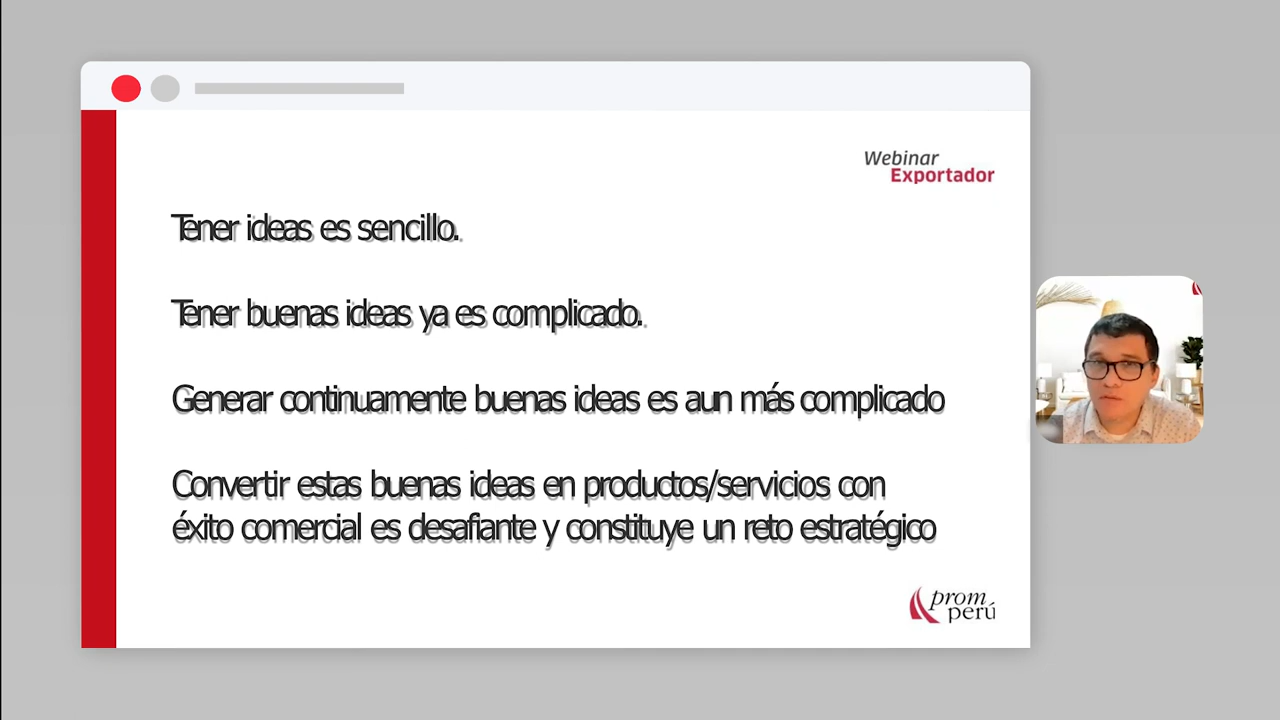 Webinar
Exportador
Tener ideas es sencillo.
Tener buenas ideas ya es complicado.
Generar continuamente buenas ideas es aun más complicado
Convertir estas buenas ideas en productos/servicios con
éxito comercial es desafiante y constituye un reto estratégico
prom
perú